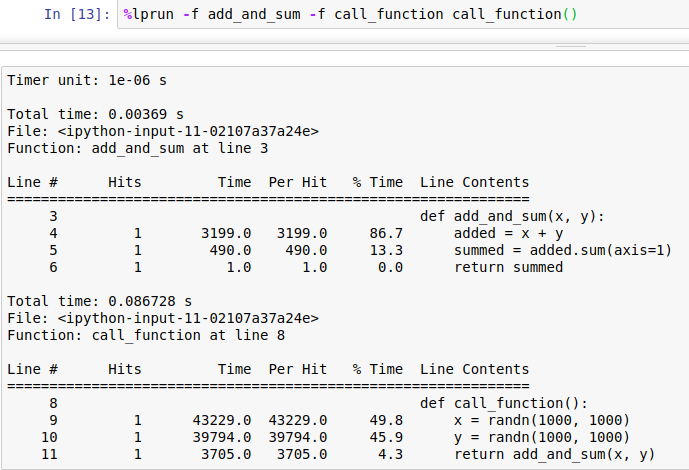 In [13]: %lprun -f add_and_sum -f call_function call_function()
Timer unit: 1e-06 s
Total time: 0.00369 s
File: <ipython-input-11-02107a37a24e>
Function: add_and_sum at line 3
Line #      Hits         Time  Per Hit   % Time  Line Contents
==============================================================
     3                                           def add_and_sum(x, y):
     4         1       3199.0   3199.0     86.7      added = x + y
     5         1        490.0    490.0     13.3      summed = added.sum(axis=1)
     6         1          1.0      1.0      0.0      return summed
Total time: 0.086728 s
File: <ipython-input-11-02107a37a24e>
Function: call_function at line 8
Line #      Hits         Time  Per Hit   % Time  Line Contents
==============================================================
     8                                           def call_function():
     9         1      43229.0  43229.0     49.8      x = randn(1000, 1000)
    10         1      39794.0  39794.0     45.9      y = randn(1000, 1000)
    11         1       3705.0   3705.0      4.3      return add_and_sum(x, y)